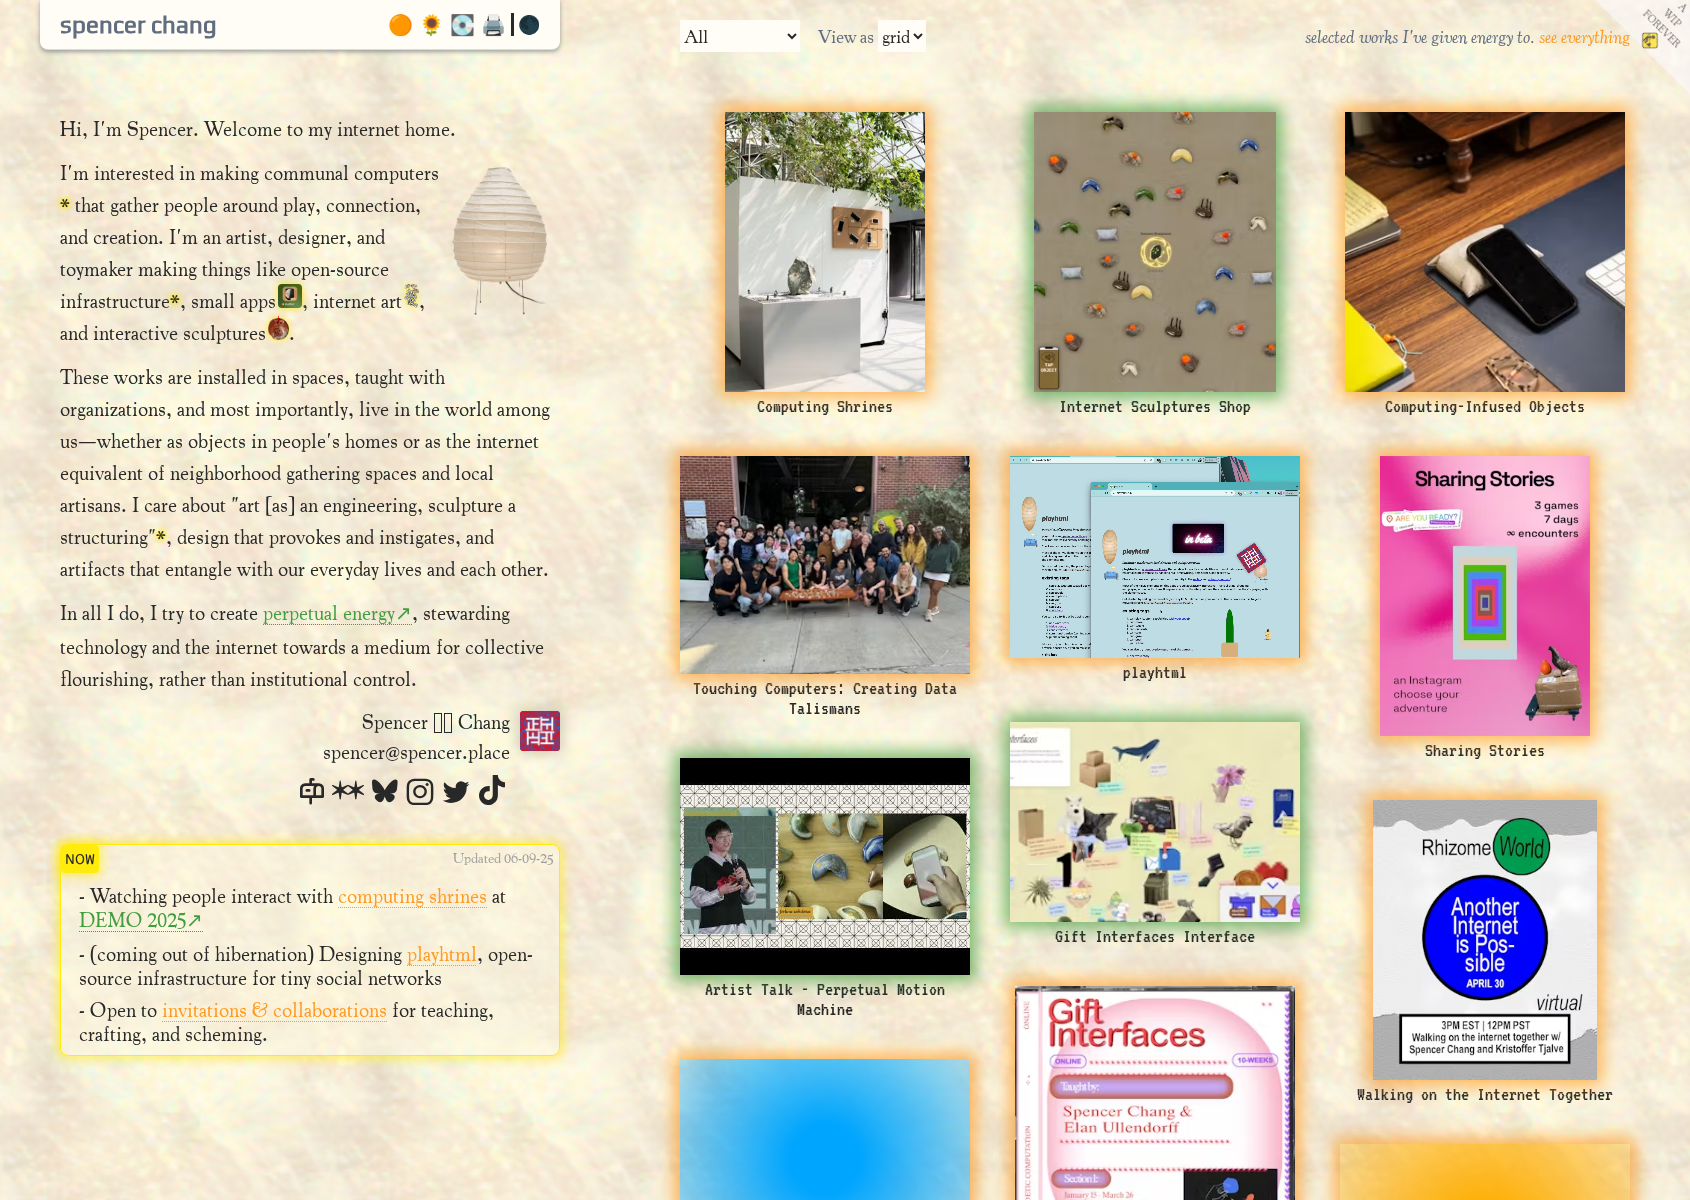 spencer chang
All
View as grid
selected works I've given energy to. see everything
A
WIP
FOREVER
Hi, I'm Spencer. Welcome to my internet home.
I'm interested in making communal computers
* that gather people around play, connection,
and creation. I'm an artist, designer, and
toymaker making things like open-source
infrastructure*, small apps, internet art,
and interactive sculptures.
These works are installed in spaces, taught with
organizations, and most importantly, live in the world among
us—whether as objects in people's homes or as the internet
equivalent of neighborhood gathering spaces and local
artisans. I care about "art [as] an engineering, sculpture a
structuring"*, design that provokes and instigates, and
artifacts that entangle with our everyday lives and each other.
In all I do, I try to create perpetual energy↗, stewarding
technology and the internet towards a medium for collective
flourishing, rather than institutional control.
Spencer Chang
spencer@spencer.place
NOW
Updated 06-09-25
- Watching people interact with computing shrines at
DEMO 2025↗
- (coming out of hibernation) Designing playhtml, open-
source infrastructure for tiny social networks
- Open to invitations & collaborations for teaching,
crafting, and scheming.
Computing Shrines
TAP
OBJECT
Internet Sculptures Shop
Computing-Infused Objects
Touching Computers: Creating Data
Talismans
playhtml
playhtml
in beta
existing tags
existing tags
playhtml
Sharing Stories
3 games
7 days
∞ encounters
ARE YOU READY?
an Instagram
choose your
adventure
Sharing Stories
Artist Talk - Perpetual Motion
Machine
Interfaces
Gift Interfaces Interface
Rhizome World
Another
Internet
is Pos-
sible
APRIL 30
virtual
3PM EST | 12PM PST
Walking on the internet together w/
Spencer Chang and Kristoffer Tjalve
Walking on the Internet Together
ONLINE
Gift
Interfaces
ONLINE
10-WEEKS
Taught by:
Spencer Chang &
Elan Ullendorff
Section 1:
January 15 - March 26